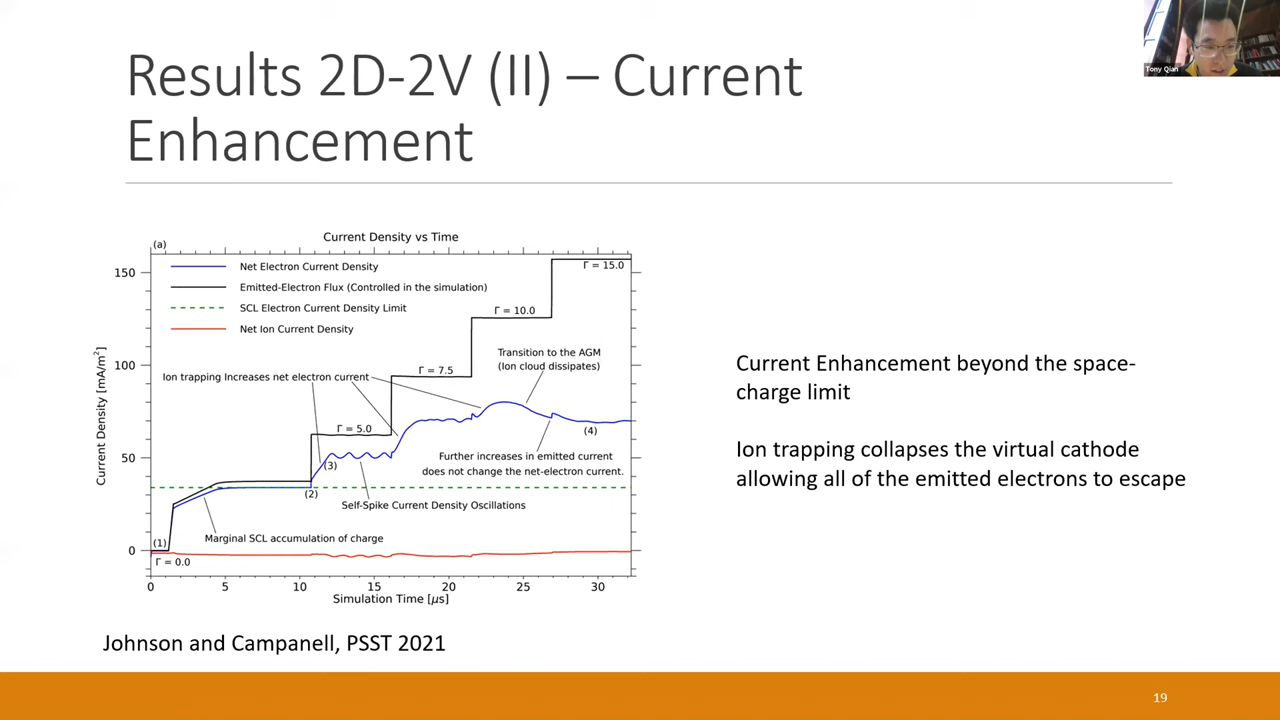 Results 2D-2V (II) – Current
Enhancement
Tony Qian
(a)
Current Density vs Time
Net Electron Current Density
Emitted-Electron Flux (Controlled in the simulation)
SCL Electron Current Density Limit
Net Ion Current Density
Γ = 15.0
Γ = 10.0
Transition to the AGM
(Ion cloud dissipates)
Ion trapping Increases net electron current
Γ = 7.5
Γ = 5.0
(4)
(3)
Further increases in emitted current
does not change the net-electron current.
(2)
Self-Spike Current Density Oscillations
Marginal SCL accumulation of charge
(1)
Γ = 0.0
150
100
50
0
Current Density [mA/m²]
0 5 10 15 20 25 30
Simulation Time [μs]
Current Enhancement beyond the space-
charge limit
Ion trapping collapses the virtual cathode
allowing all of the emitted electrons to escape
Johnson and Campanell, PSST 2021
19